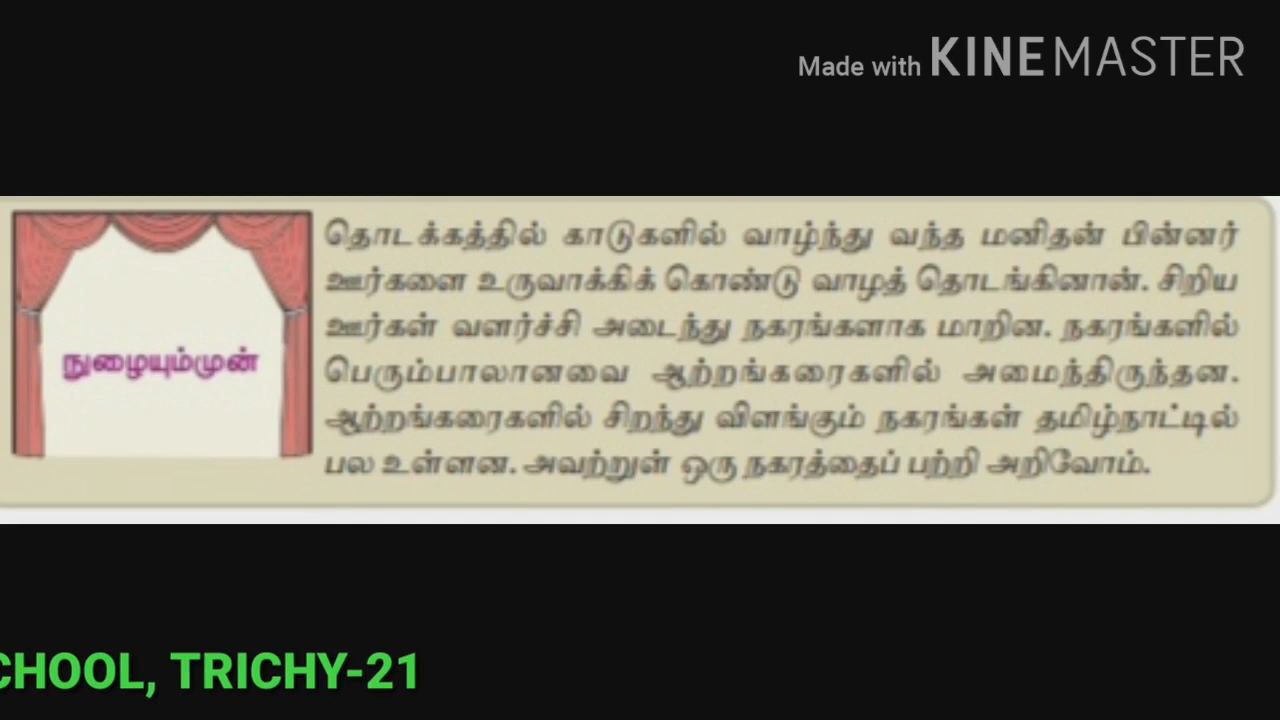 Made with KINEMASTER
நுழையும்முன்
தொடக்கத்தில் காடுகளில் வாழ்ந்து வந்த மனிதன் பின்னர்
ஊர்களை உருவாக்கிக் கொண்டு வாழத் தொடங்கினான். சிறிய
ஊர்கள் வளர்ச்சி அடைந்து நகரங்களாக மாறின. நகரங்களில்
பெரும்பாலானவை ஆற்றங்கரைகளில் அமைந்திருந்தன.
ஆற்றங்கரைகளில் சிறந்து விளங்கும் நகரங்கள் தமிழ்நாட்டில்
பல உள்ளன. அவற்றுள் ஒரு நகரத்தைப் பற்றி அறிவோம்.
CHOOL, TRICHY-21